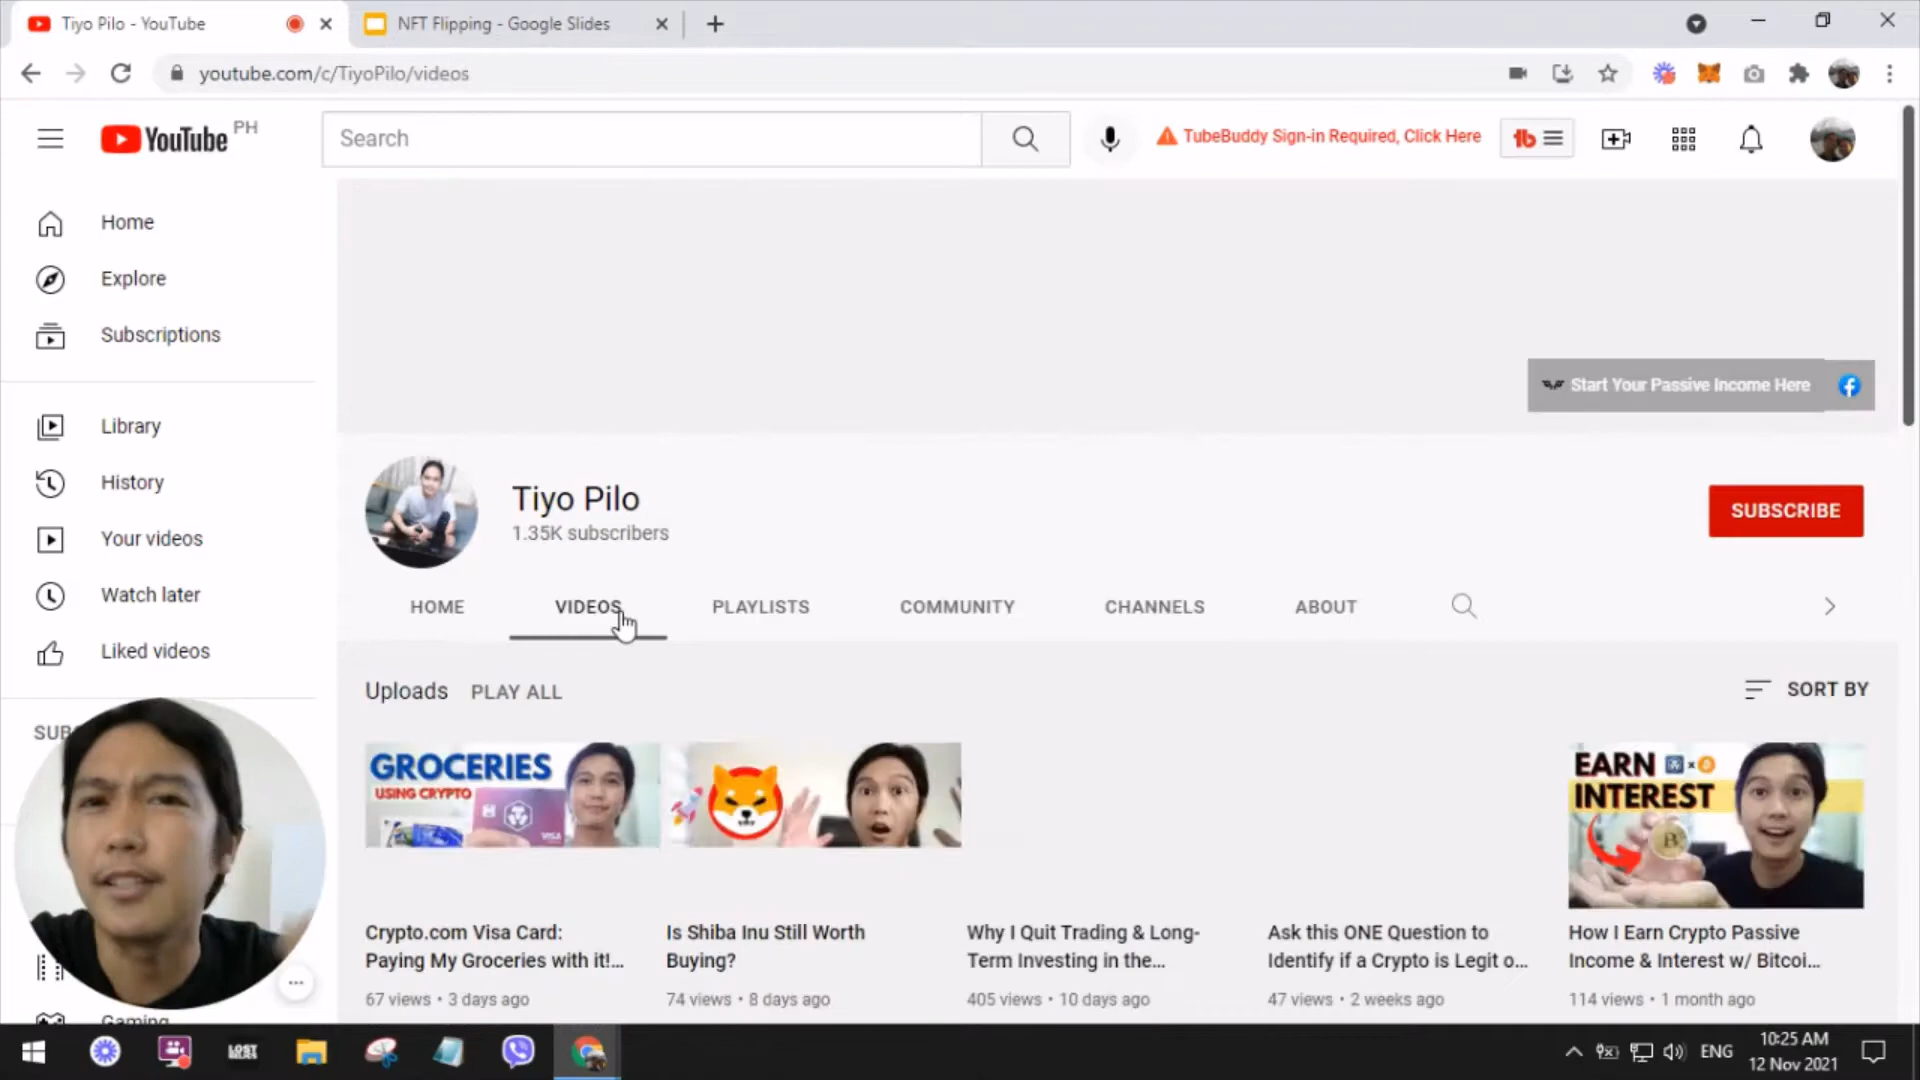 Tiyo Pilo - YouTube
NFT Flipping - Google Slides
youtube.com/c/TiyoPilo/videos
YouTube PH
Search
TubeBuddy Sign-in Required, Click Here
tb
Home
Explore
Subscriptions
Start Your Passive Income Here
Library
History
Your videos
Watch later
Liked videos
SUB
Gaming
Tiyo Pilo
1.35K subscribers
SUBSCRIBE
HOME
VIDEOS
PLAYLISTS
COMMUNITY
CHANNELS
ABOUT
Uploads
PLAY ALL
SORT BY
GROCERIES
USING CRYPTO
VISA
EARN
INTEREST
B
Crypto.com Visa Card:
Paying My Groceries with it!...
67 views • 3 days ago
Is Shiba Inu Still Worth
Buying?
74 views • 8 days ago
Why I Quit Trading & Long-
Term Investing in the...
405 views • 10 days ago
Ask this ONE Question to
Identify if a Crypto is Legit o...
47 views • 2 weeks ago
How I Earn Crypto Passive
Income & Interest w/ Bitcoi...
114 views • 1 month ago
LOST
ENG
10:25 AM
12 Nov 2021